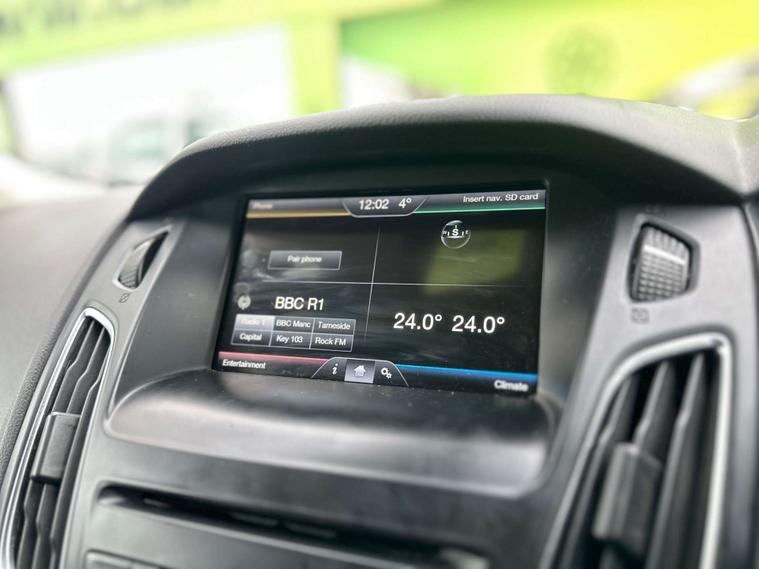 Phone
12:02 4°
Insert nav. SD card
S
Pair phone
BBC R1
Radio 1 BBC Manc Tameside
Capital Key 103 Rock FM
24.0° 24.0°
Entertainment
i
Climate